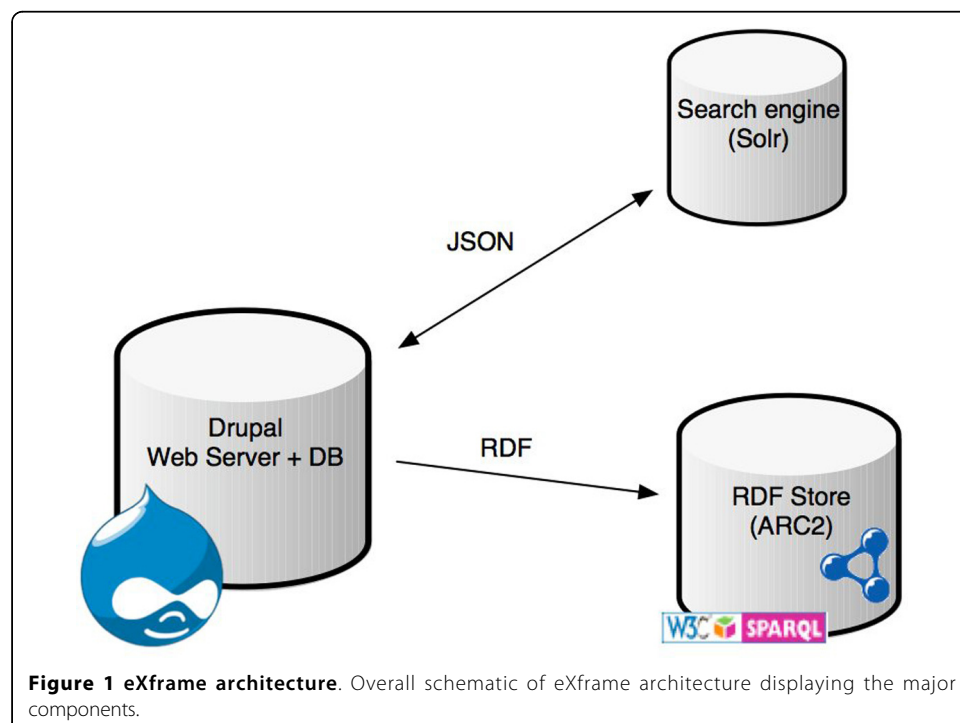 Search engine
(Solr)
JSON
Drupal
Web Server + DB
RDF
RDF Store
(ARC2)
W3C SPARQL
Figure 1 eXframe architecture. Overall schematic of eXframe architecture displaying the major
components.